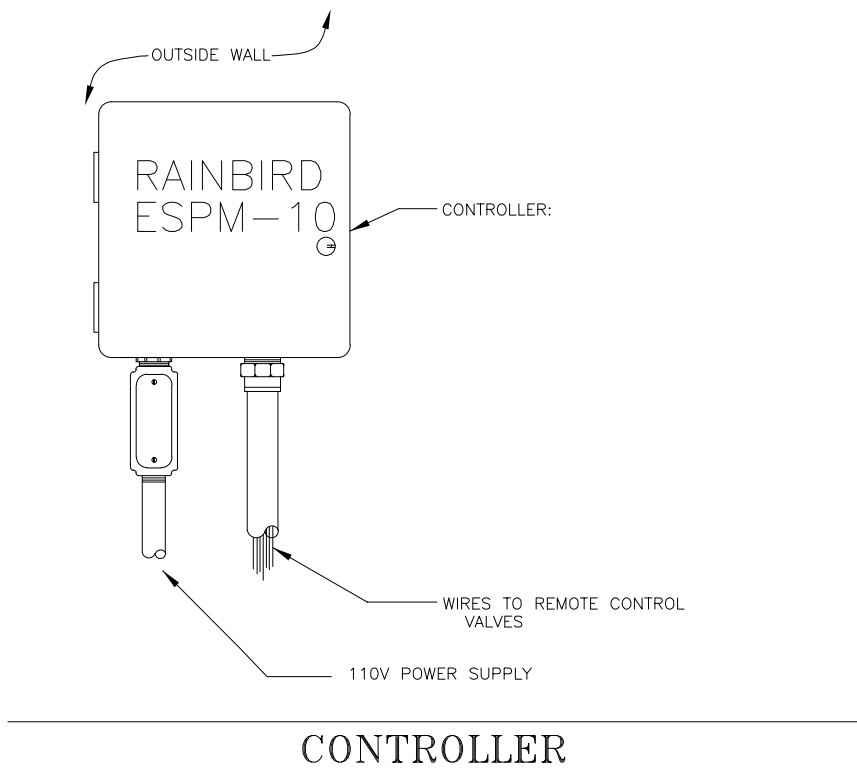 OUTSIDE WALL
RAINBIRD
ESPM-10
CONTROLLER:
WIRES TO REMOTE CONTROL
VALVES
110V POWER SUPPLY
CONTROLLER